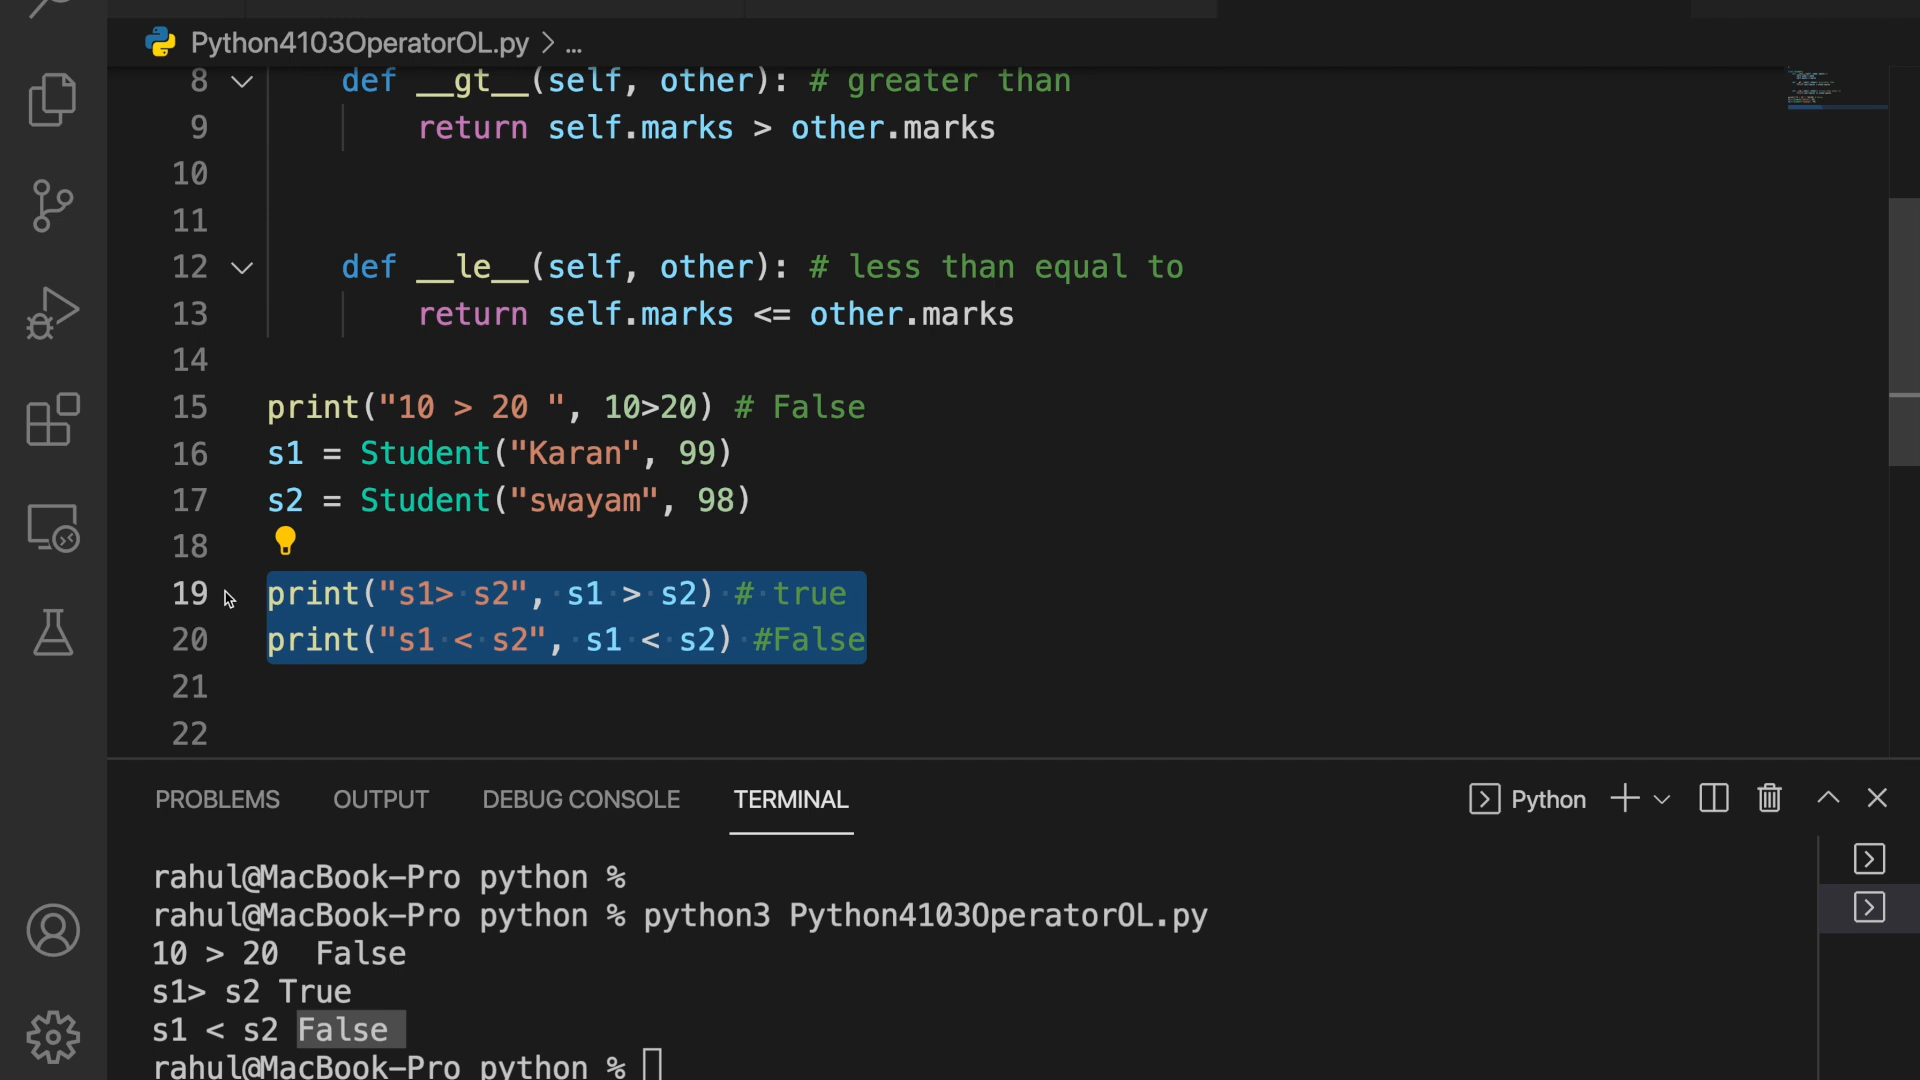 Python4103OperatorOL.py > ...
8 def __gt__(self, other): # greater than
9 return self.marks > other.marks
10
11
12 def __le__(self, other): # less than equal to
13 return self.marks <= other.marks
14
15 print("10 > 20 ", 10>20) # False
16 s1 = Student("Karan", 99)
17 s2 = Student("swayam", 98)
18
19 print("s1> s2", s1 > s2) # true
20 print("s1 < s2", s1 < s2) #False
21
22
PROBLEMS OUTPUT DEBUG CONSOLE TERMINAL Python
rahul@MacBook-Pro python %
rahul@MacBook-Pro python % python3 Python4103OperatorOL.py
10 > 20  False
s1> s2 True
s1 < s2 False
rahul@MacBook-Pro python %